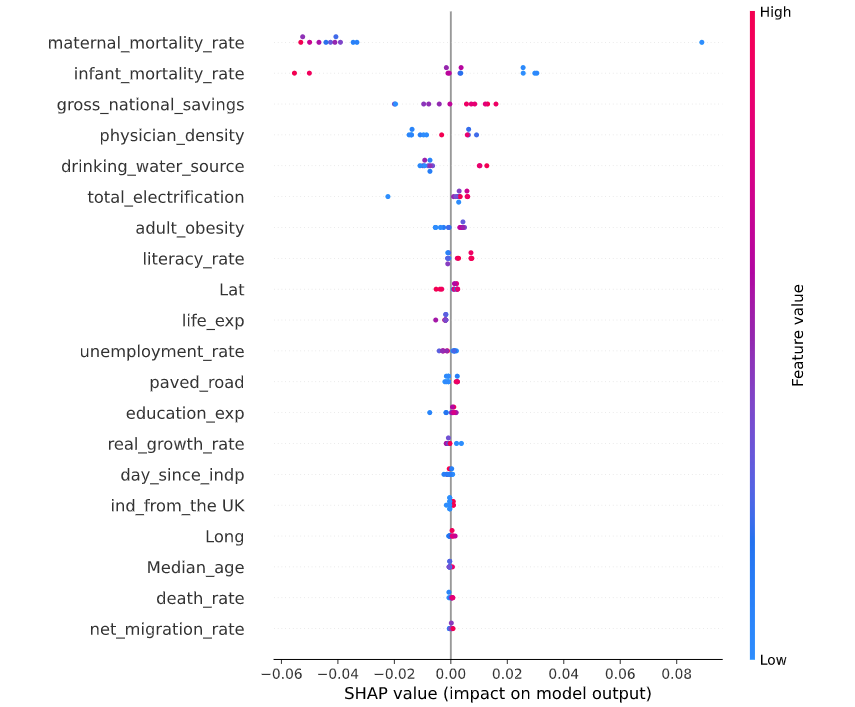 High
maternal_mortality_rate
infant_mortality_rate
gross_national_savings
physician_density
drinking_water_source
total_electrification
adult_obesity
literacy_rate
Lat
life_exp
unemployment_rate
paved_road
education_exp
real_growth_rate
day_since_indp
ind_from_the UK
Long
Median_age
death_rate
net_migration_rate
Feature value
Low
−0.06 −0.04 −0.02 0.00 0.02 0.04 0.06 0.08
SHAP value (impact on model output)